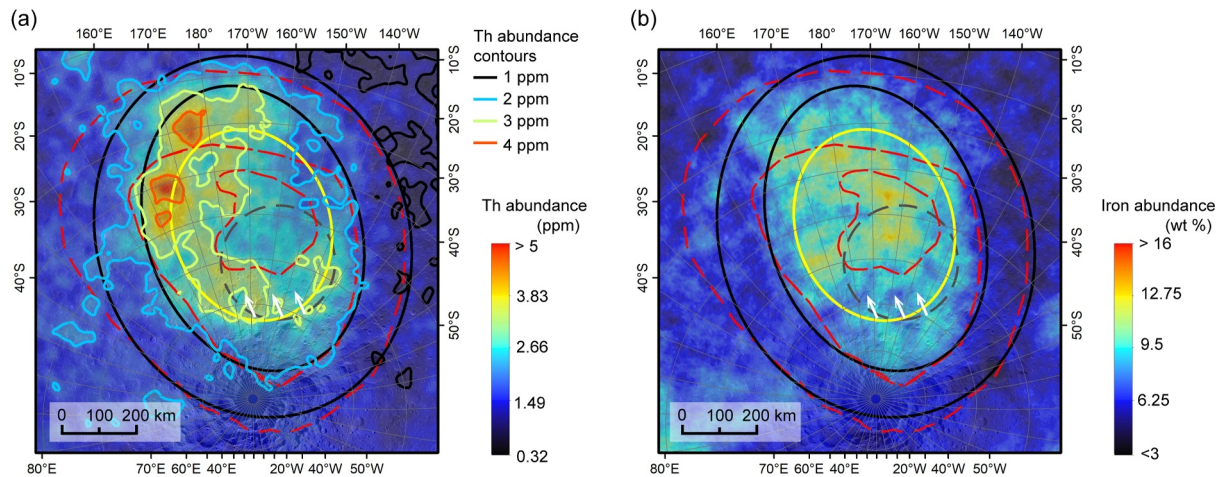 (a)
160°E 170°E 180° 170°W 160°W 150°W 140°W
10°S
20°S
30°S
40°S
10°S
20°S
30°S
40°S
50°S
0 100 200 km
80°E 70°E 60°E 40°E 20°W 40°W 50°W
Th abundance
contours
1 ppm
2 ppm
3 ppm
4 ppm
Th abundance
(ppm)
> 5
3.83
2.66
1.49
0.32
(b)
160°E 170°E 180° 170°W 160°W 150°W 140°W
10°S
20°S
30°S
40°S
10°S
20°S
30°S
40°S
50°S
0 100 200 km
80°E 70°E 60°E 40°E 20°W 40°W 50°W
Iron abundance
(wt %)
> 16
12.75
9.5
6.25
<3